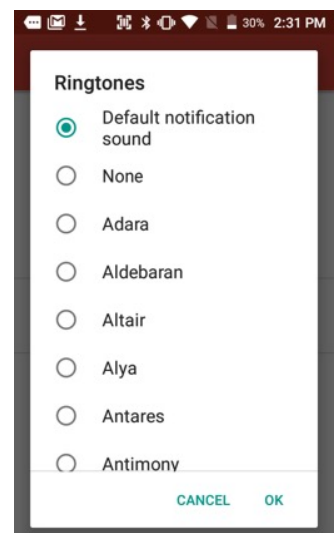 30% 2:31 PM
Ringtones
Default notification
sound
None
Adara
Aldebaran
Altair
Alya
Antares
Antimony
CANCEL OK